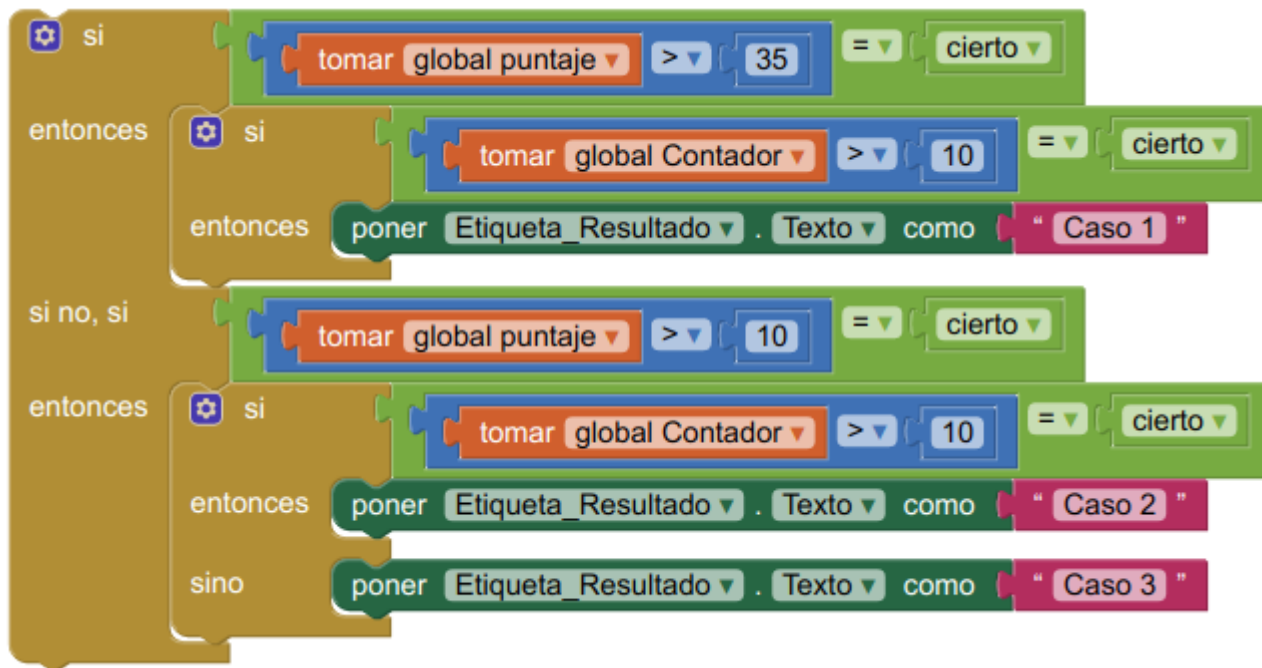 si tomar global puntaje > 35 = cierto
entonces si tomar global Contador > 10 = cierto
entonces poner Etiqueta_Resultado . Texto como " Caso 1 "
si no, si tomar global puntaje > 10 = cierto
entonces si tomar global Contador > 10 = cierto
entonces poner Etiqueta_Resultado . Texto como " Caso 2 "
sino poner Etiqueta_Resultado . Texto como " Caso 3 "